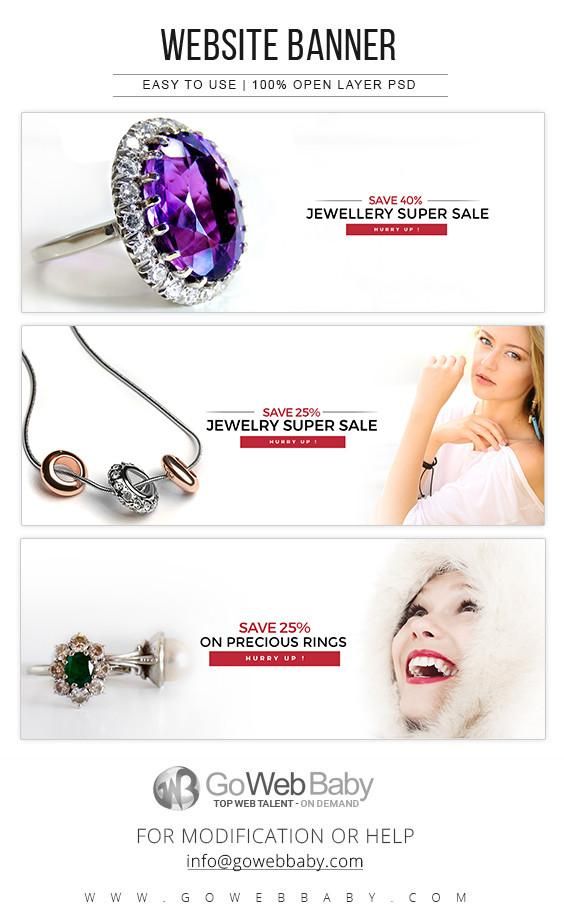 WEBSITE BANNER
EASY TO USE | 100% OPEN LAYER PSD
SAVE 40%
JEWELLERY SUPER SALE
HURRY UP !
SAVE 25%
JEWELRY SUPER SALE
HURRY UP !
SAVE 25%
ON PRECIOUS RINGS
HURRY UP !
WB GoWebBaby
TOP WEB TALENT - ON DEMAND
FOR MODIFICATION OR HELP
info@gowebbaby.com
WWW.GOWEBBABY.COM